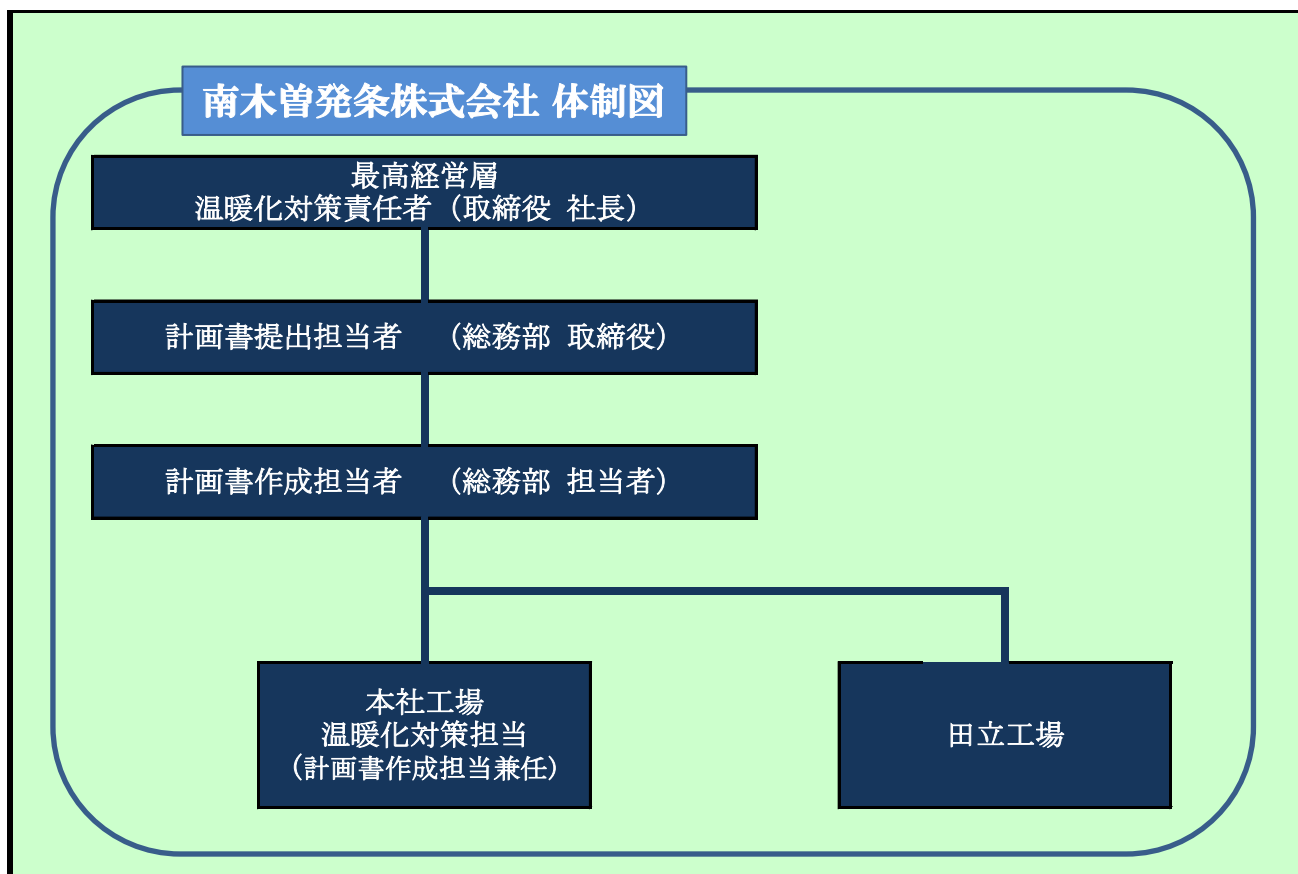 南木曽発条株式会社 体制図
最高経営層
温暖化対策責任者（取締役 社長）
計画書提出担当者 （総務部 取締役）
計画書作成担当者 （総務部 担当者）
本社工場
温暖化対策担当
（計画書作成担当兼任）
田立工場